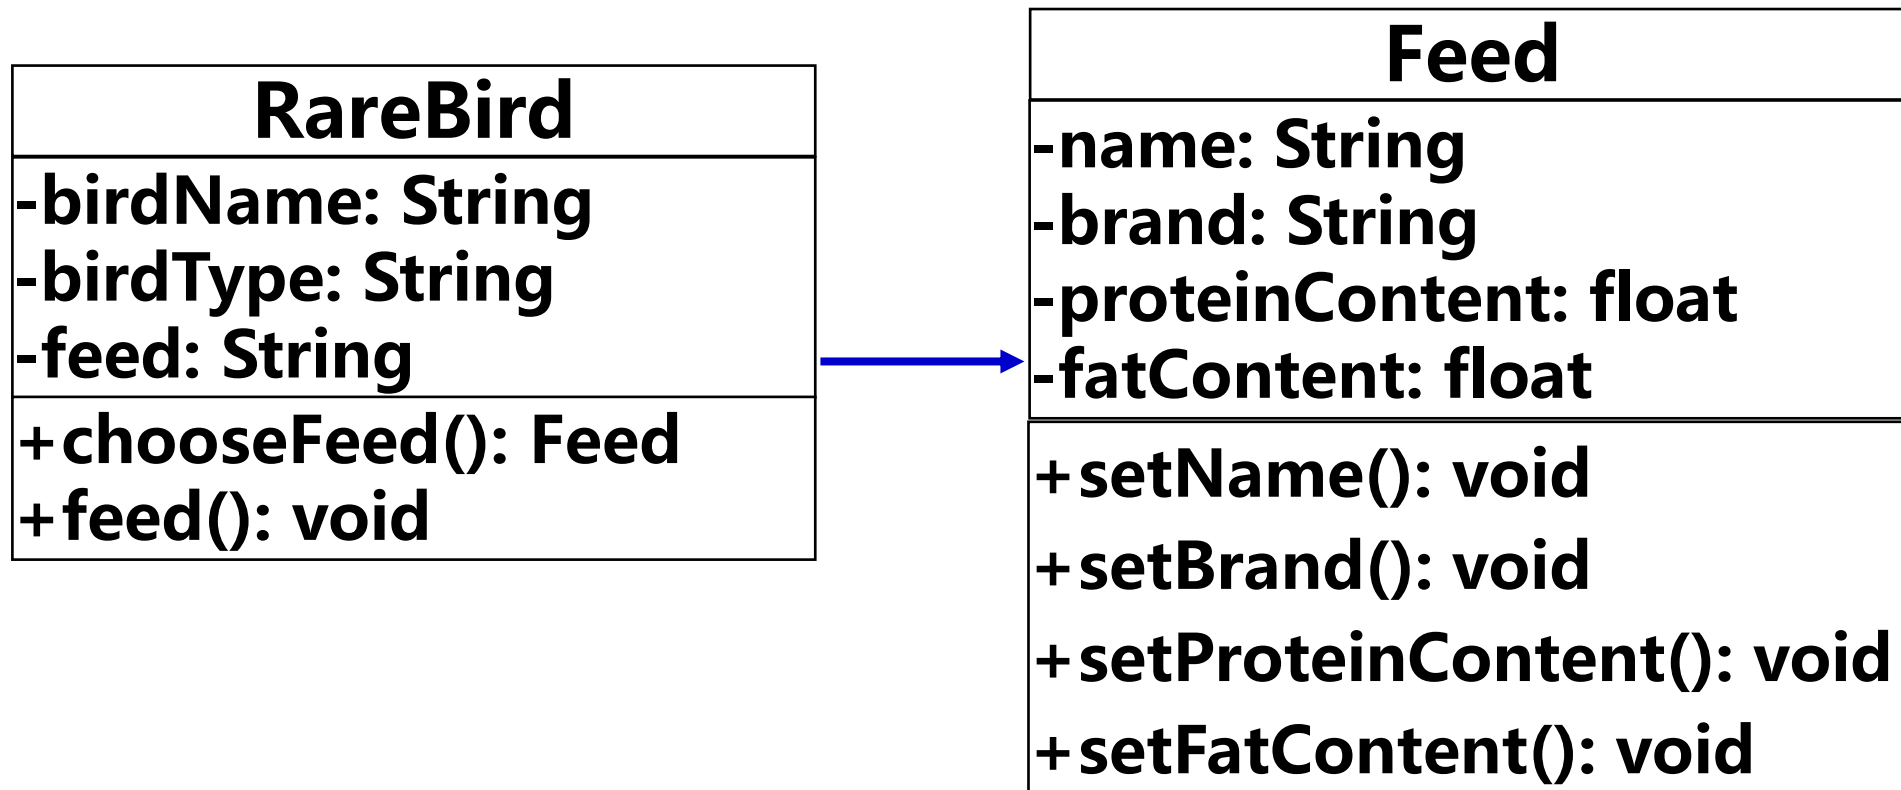 RareBird
-birdName: String
-birdType: String
-feed: String
+chooseFeed(): Feed
+feed(): void
Feed
-name: String
-brand: String
-proteinContent: float
-fatContent: float
+setName(): void
+setBrand(): void
+setProteinContent(): void
+setFatContent(): void